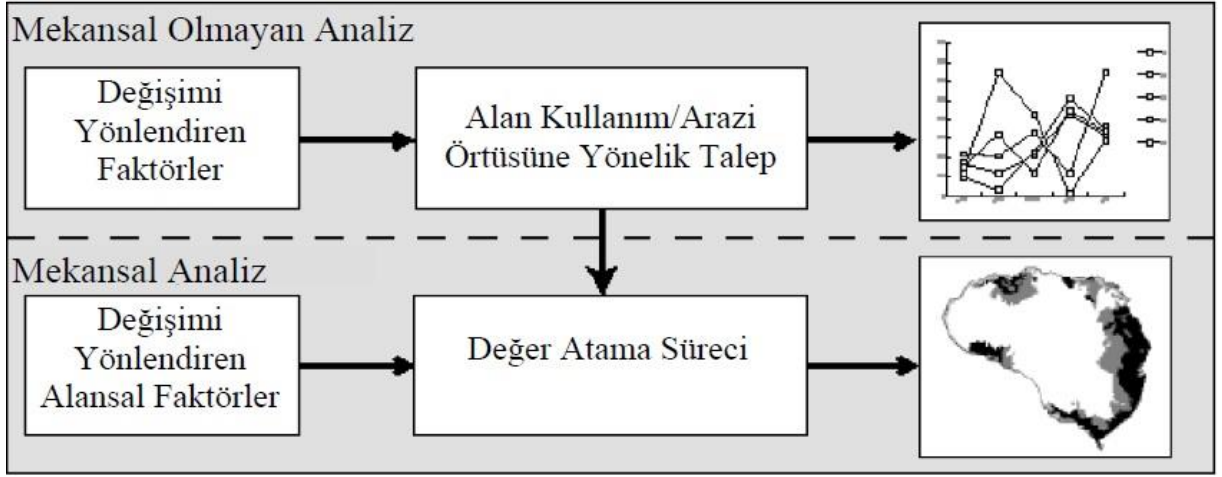 Mekansal Olmayan Analiz
Değişimi
Yönlendiren
Faktörler
Alan Kullanım/Arazi
Örtüsüne Yönelik Talep
Mekansal Analiz
Değişimi
Yönlendiren
Alansal Faktörler
Değer Atama Süreci